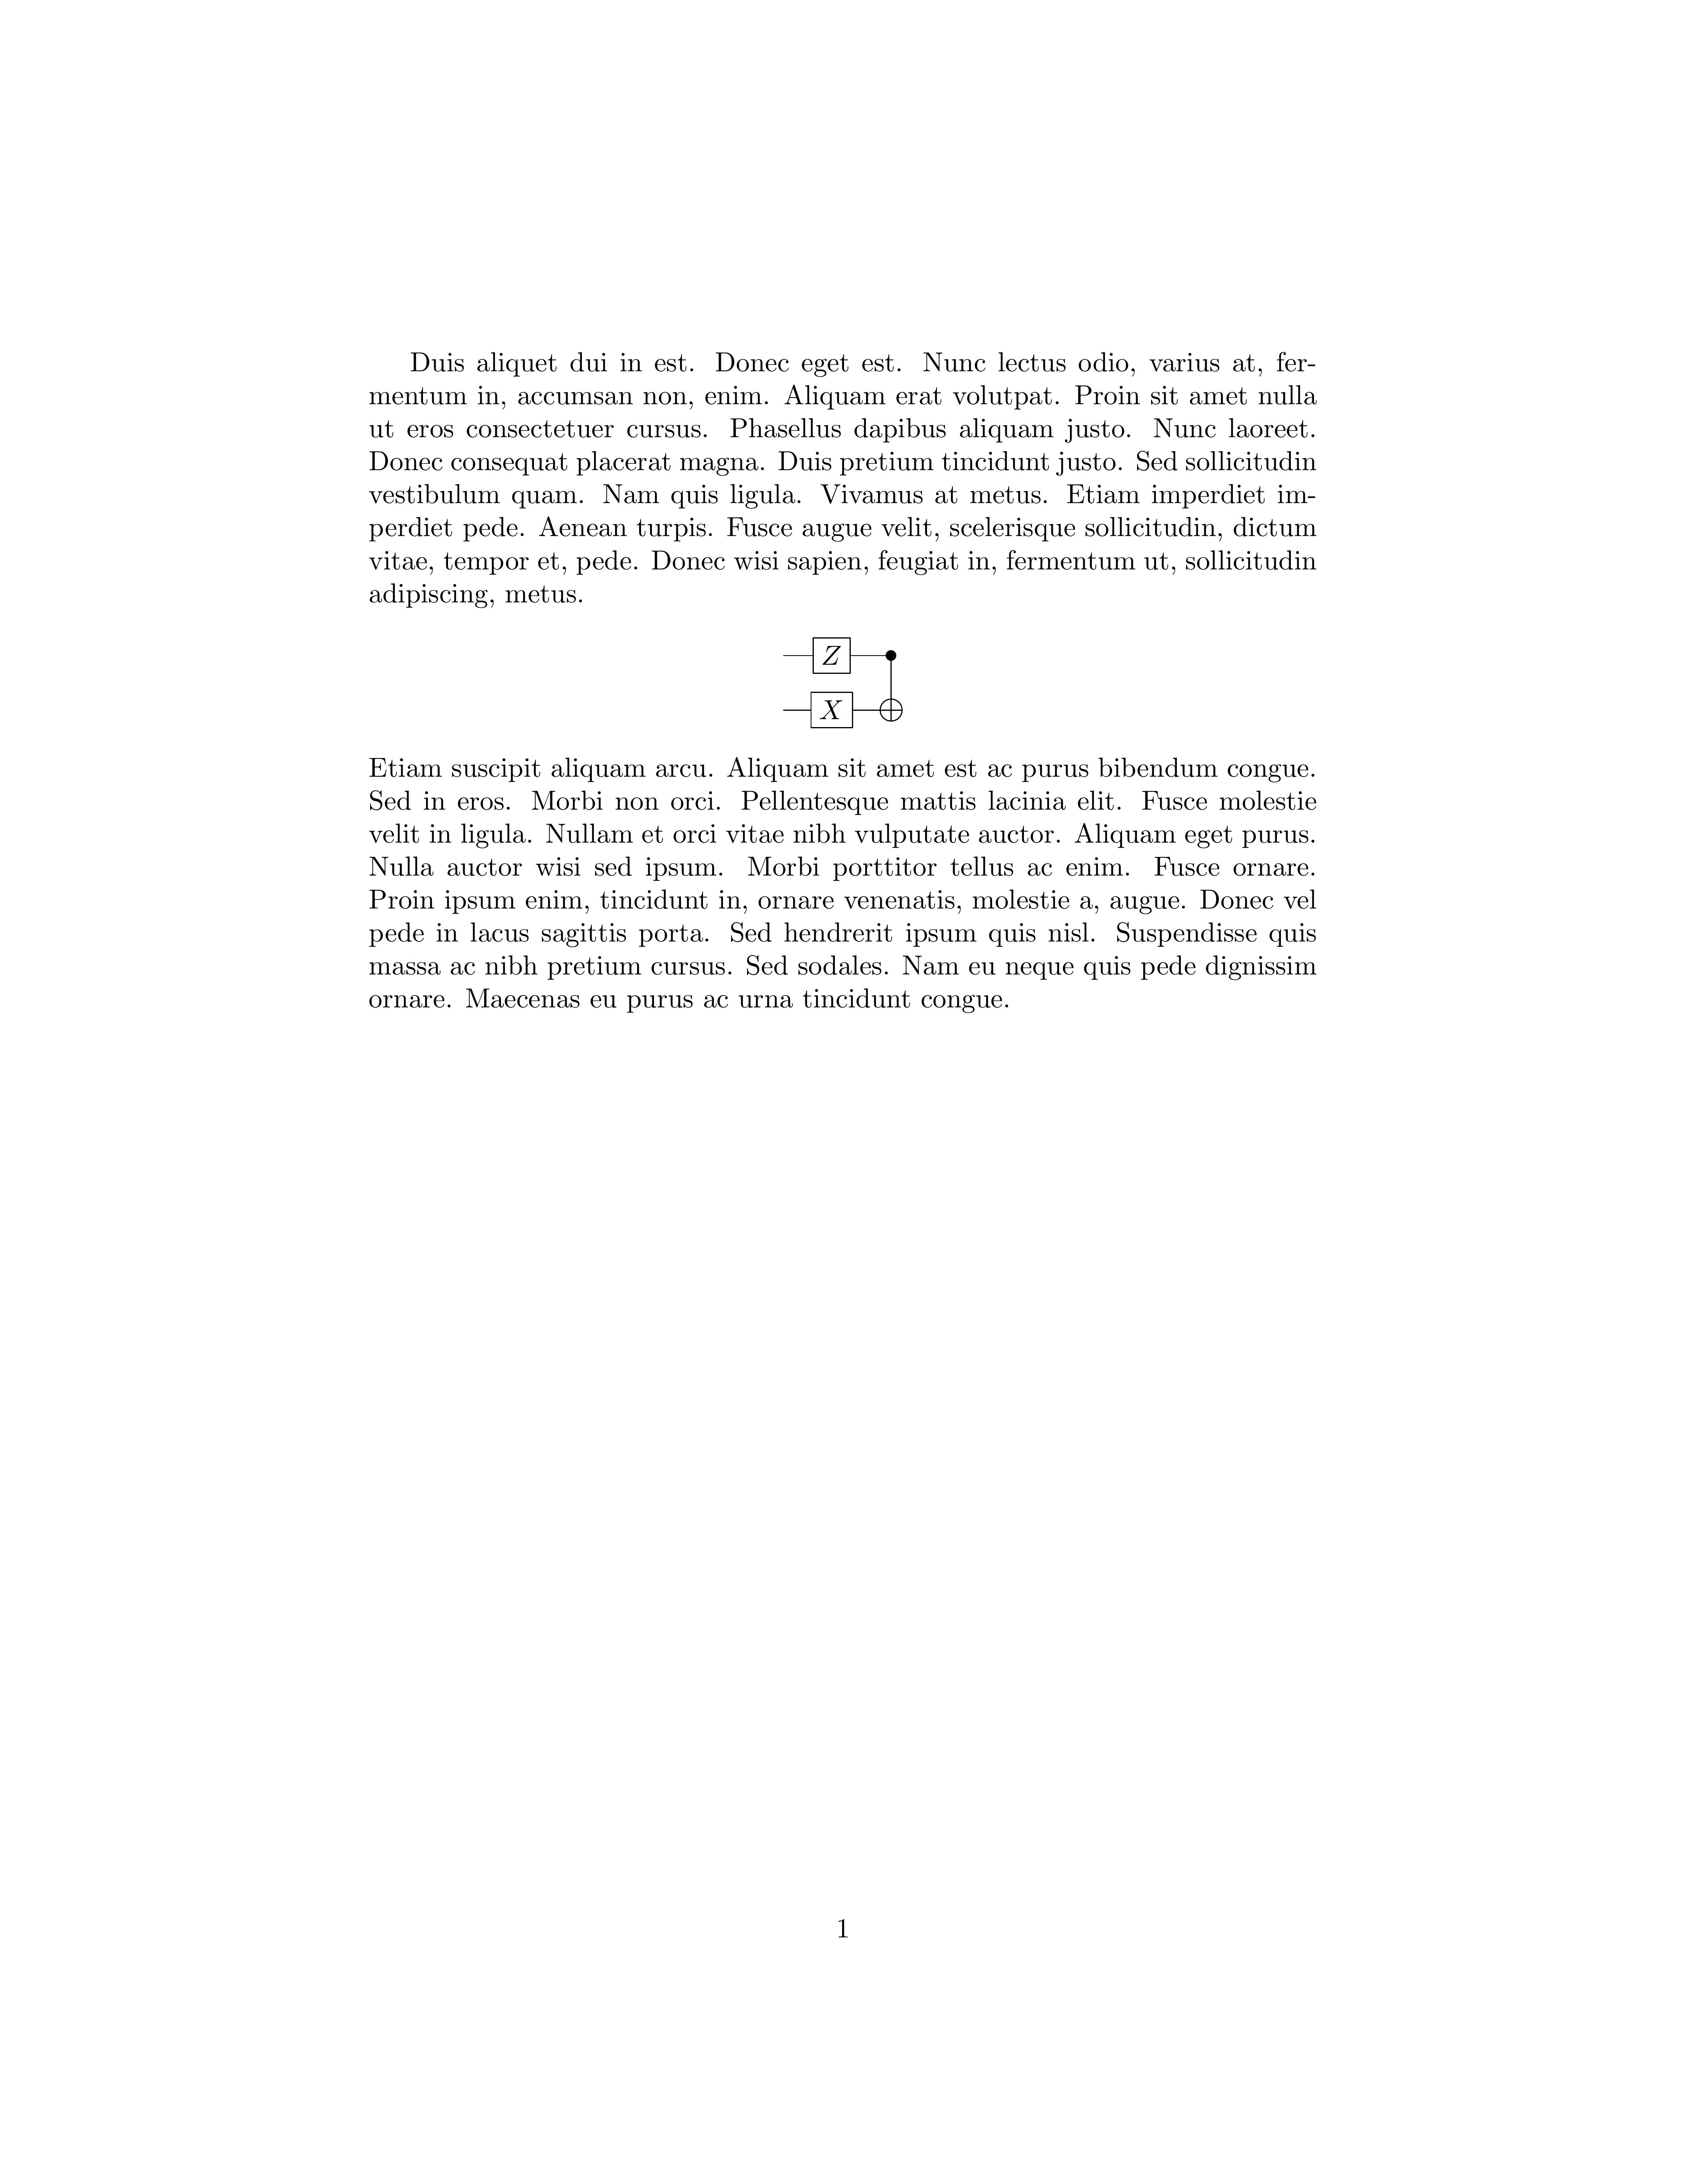 Duis aliquet dui in est. Donec eget est. Nunc lectus odio, varius at, fer-
mentum in, accumsan non, enim. Aliquam erat volutpat. Proin sit amet nulla
ut eros consectetuer cursus. Phasellus dapibus aliquam justo. Nunc laoreet.
Donec consequat placerat magna. Duis pretium tincidunt justo. Sed sollicitudin
vestibulum quam. Nam quis ligula. Vivamus at metus. Etiam imperdiet im-
perdiet pede. Aenean turpis. Fusce augue velit, scelerisque sollicitudin, dictum
vitae, tempor et, pede. Donec wisi sapien, feugiat in, fermentum ut, sollicitudin
adipiscing, metus.
Z
X
Etiam suscipit aliquam arcu. Aliquam sit amet est ac purus bibendum congue.
Sed in eros. Morbi non orci. Pellentesque mattis lacinia elit. Fusce molestie
velit in ligula. Nullam et orci vitae nibh vulputate auctor. Aliquam eget purus.
Nulla auctor wisi sed ipsum. Morbi porttitor tellus ac enim. Fusce ornare.
Proin ipsum enim, tincidunt in, ornare venenatis, molestie a, augue. Donec vel
pede in lacus sagittis porta. Sed hendrerit ipsum quis nisl. Suspendisse quis
massa ac nibh pretium cursus. Sed sodales. Nam eu neque quis pede dignissim
ornare. Maecenas eu purus ac urna tincidunt congue.
1